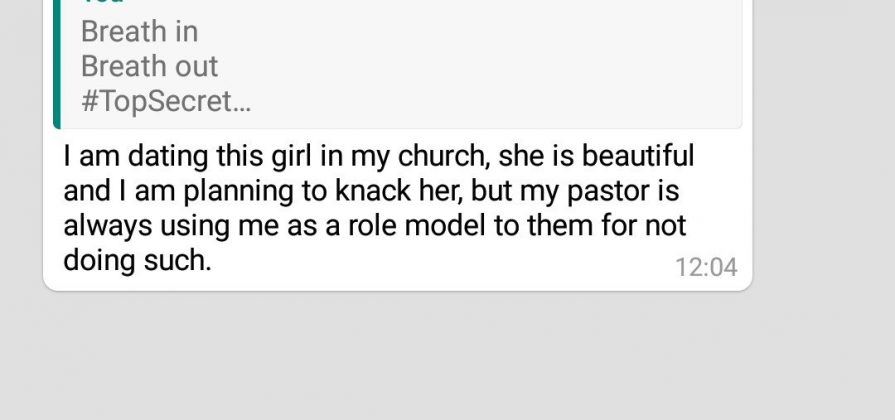 You
Breath in
Breath out
#TopSecret...
I am dating this girl in my church, she is beautiful
and I am planning to knack her, but my pastor is
always using me as a role model to them for not
doing such.
12:04